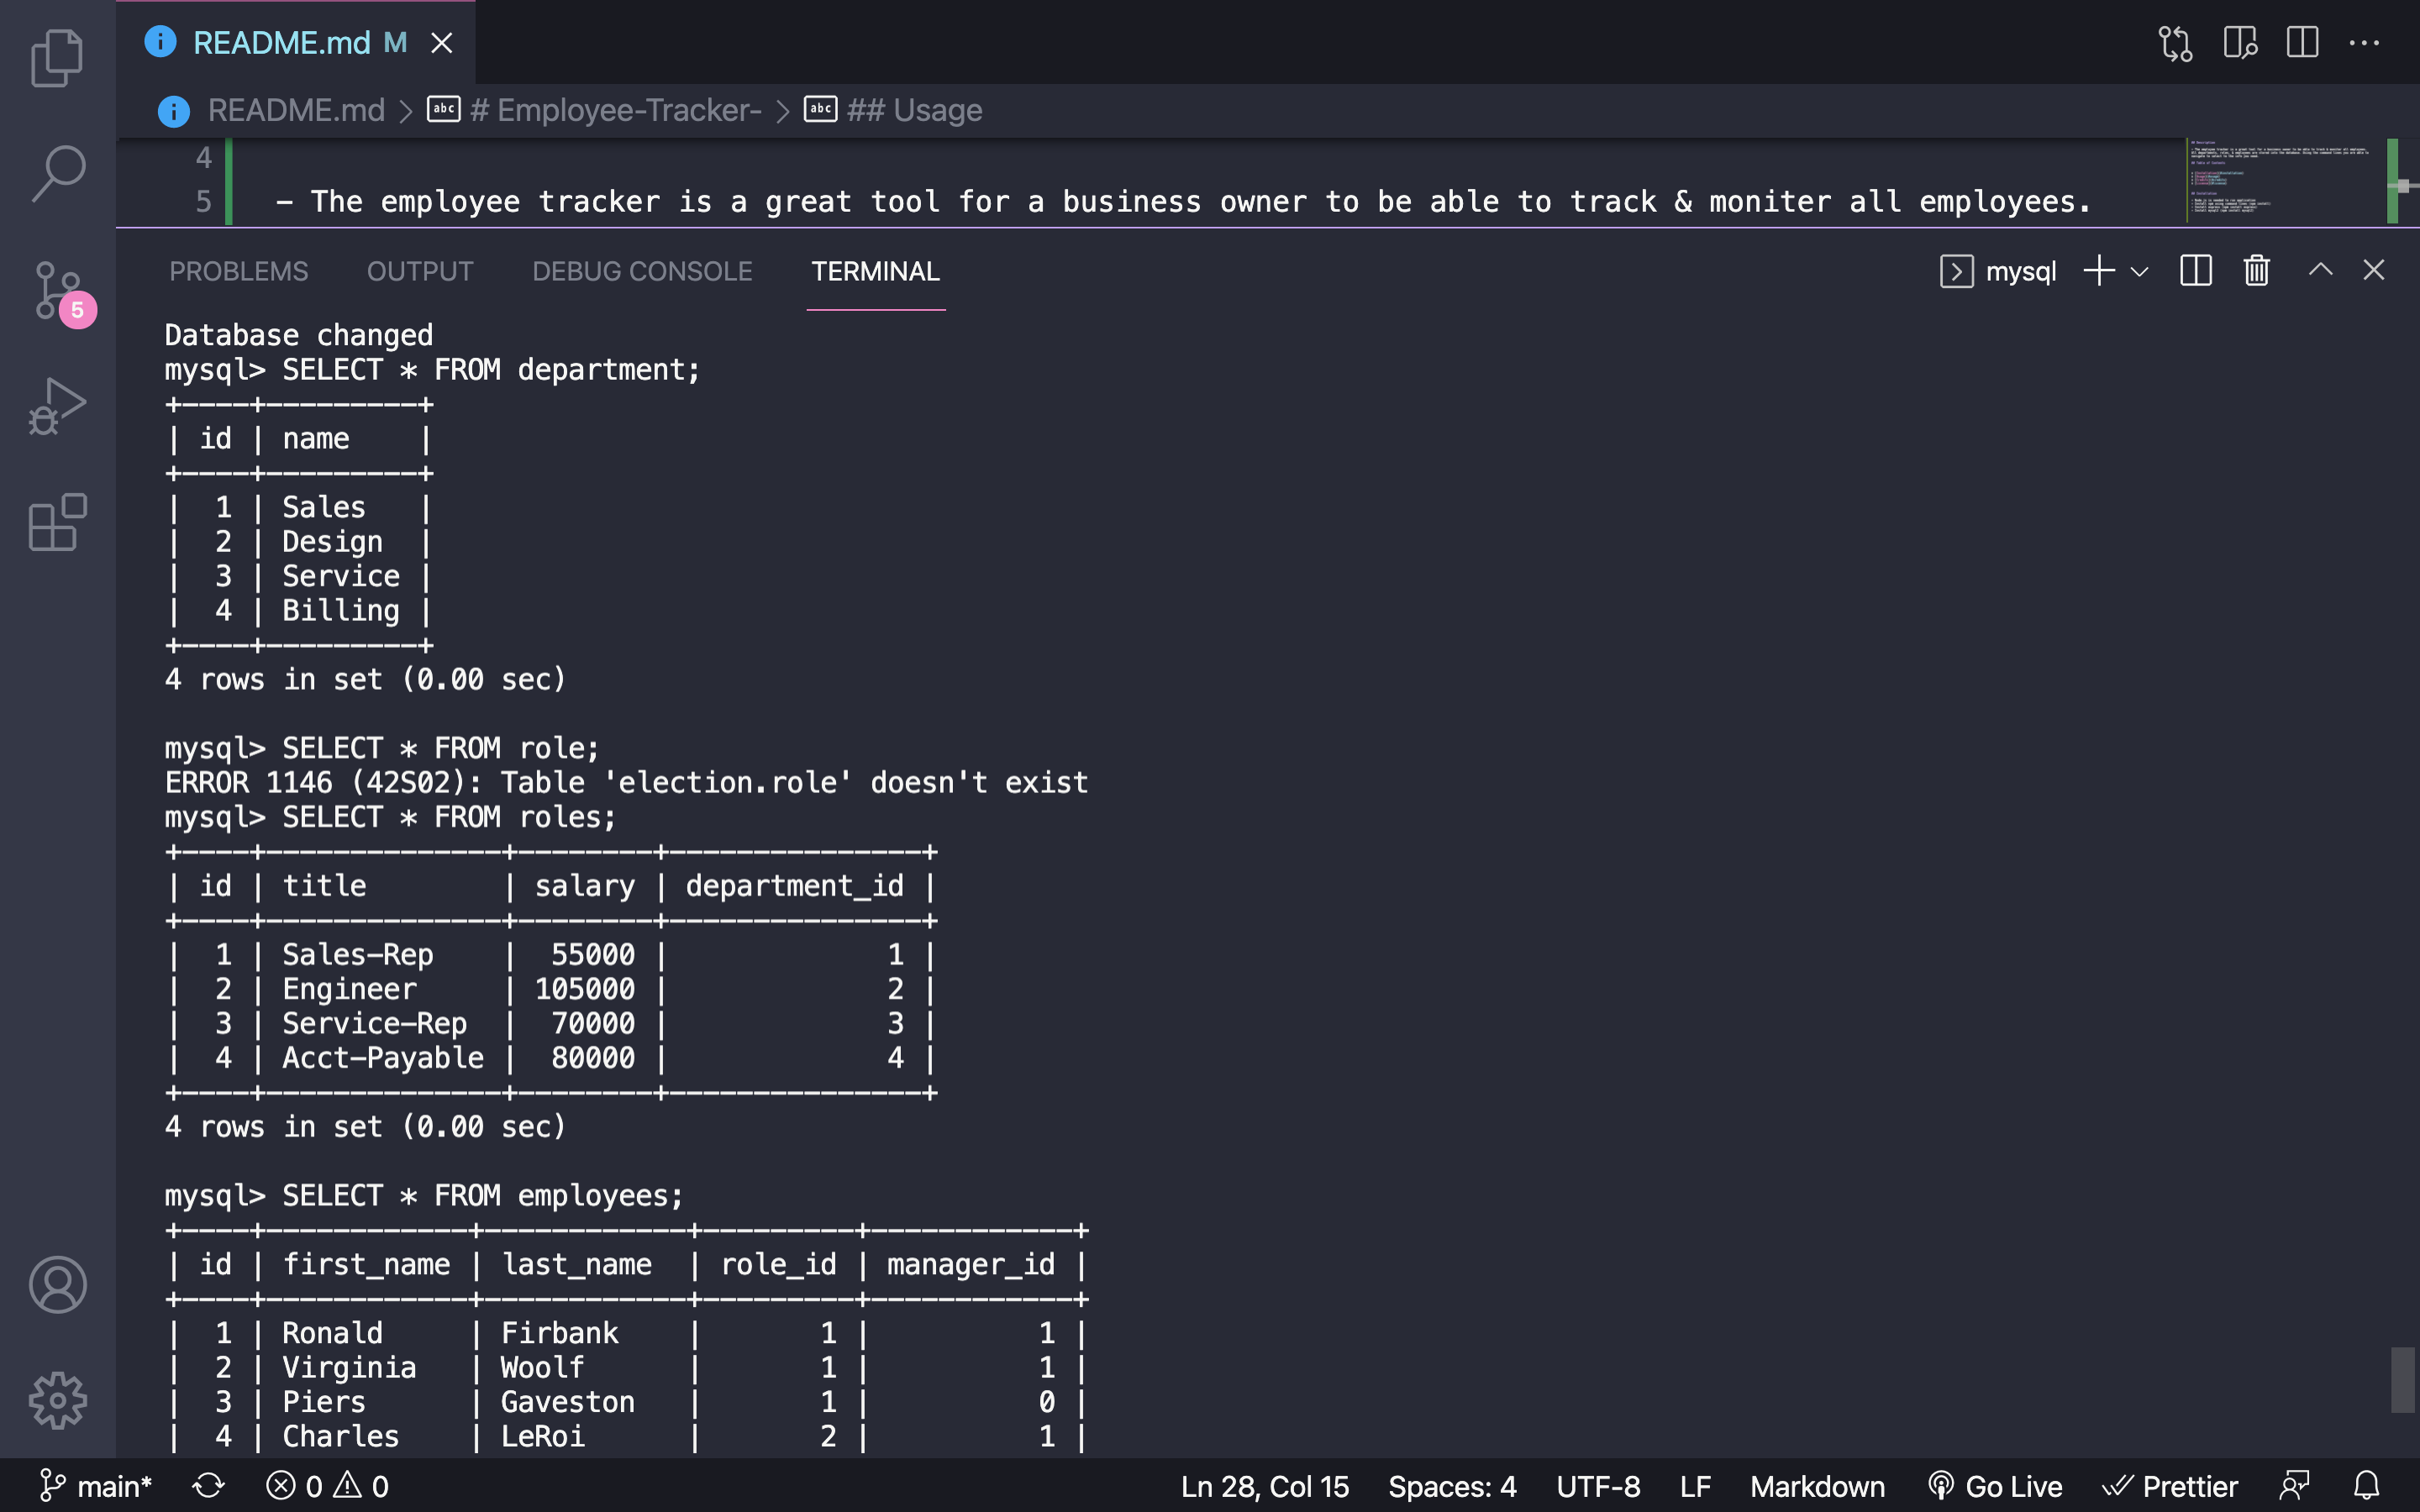 README.md M
README.md > # Employee-Tracker- > ## Usage
4
5 - The employee tracker is a great tool for a business owner to be able to track & moniter all employees.
PROBLEMS OUTPUT DEBUG CONSOLE TERMINAL mysql
5
Database changed
mysql> SELECT * FROM department;
+----+---------+
| id | name    |
+----+---------+
|  1 | Sales   |
|  2 | Design  |
|  3 | Service |
|  4 | Billing |
+----+---------+
4 rows in set (0.00 sec)
mysql> SELECT * FROM role;
ERROR 1146 (42S02): Table 'election.role' doesn't exist
mysql> SELECT * FROM roles;
+----+--------------+--------+---------------+
| id | title        | salary | department_id |
+----+--------------+--------+---------------+
|  1 | Sales-Rep    |  55000 |             1 |
|  2 | Engineer     | 105000 |             2 |
|  3 | Service-Rep  |  70000 |             3 |
|  4 | Acct-Payable |  80000 |             4 |
+----+--------------+--------+---------------+
4 rows in set (0.00 sec)
mysql> SELECT * FROM employees;
+----+------------+------------+---------+------------+
| id | first_name | last_name  | role_id | manager_id |
+----+------------+------------+---------+------------+
|  1 | Ronald     | Firbank    |       1 |          1 |
|  2 | Virginia   | Woolf      |       1 |          1 |
|  3 | Piers      | Gaveston   |       1 |          0 |
|  4 | Charles    | LeRoi      |       2 |          1 |
main* 0 0 Ln 28, Col 15 Spaces: 4 UTF-8 LF Markdown Go Live Prettier